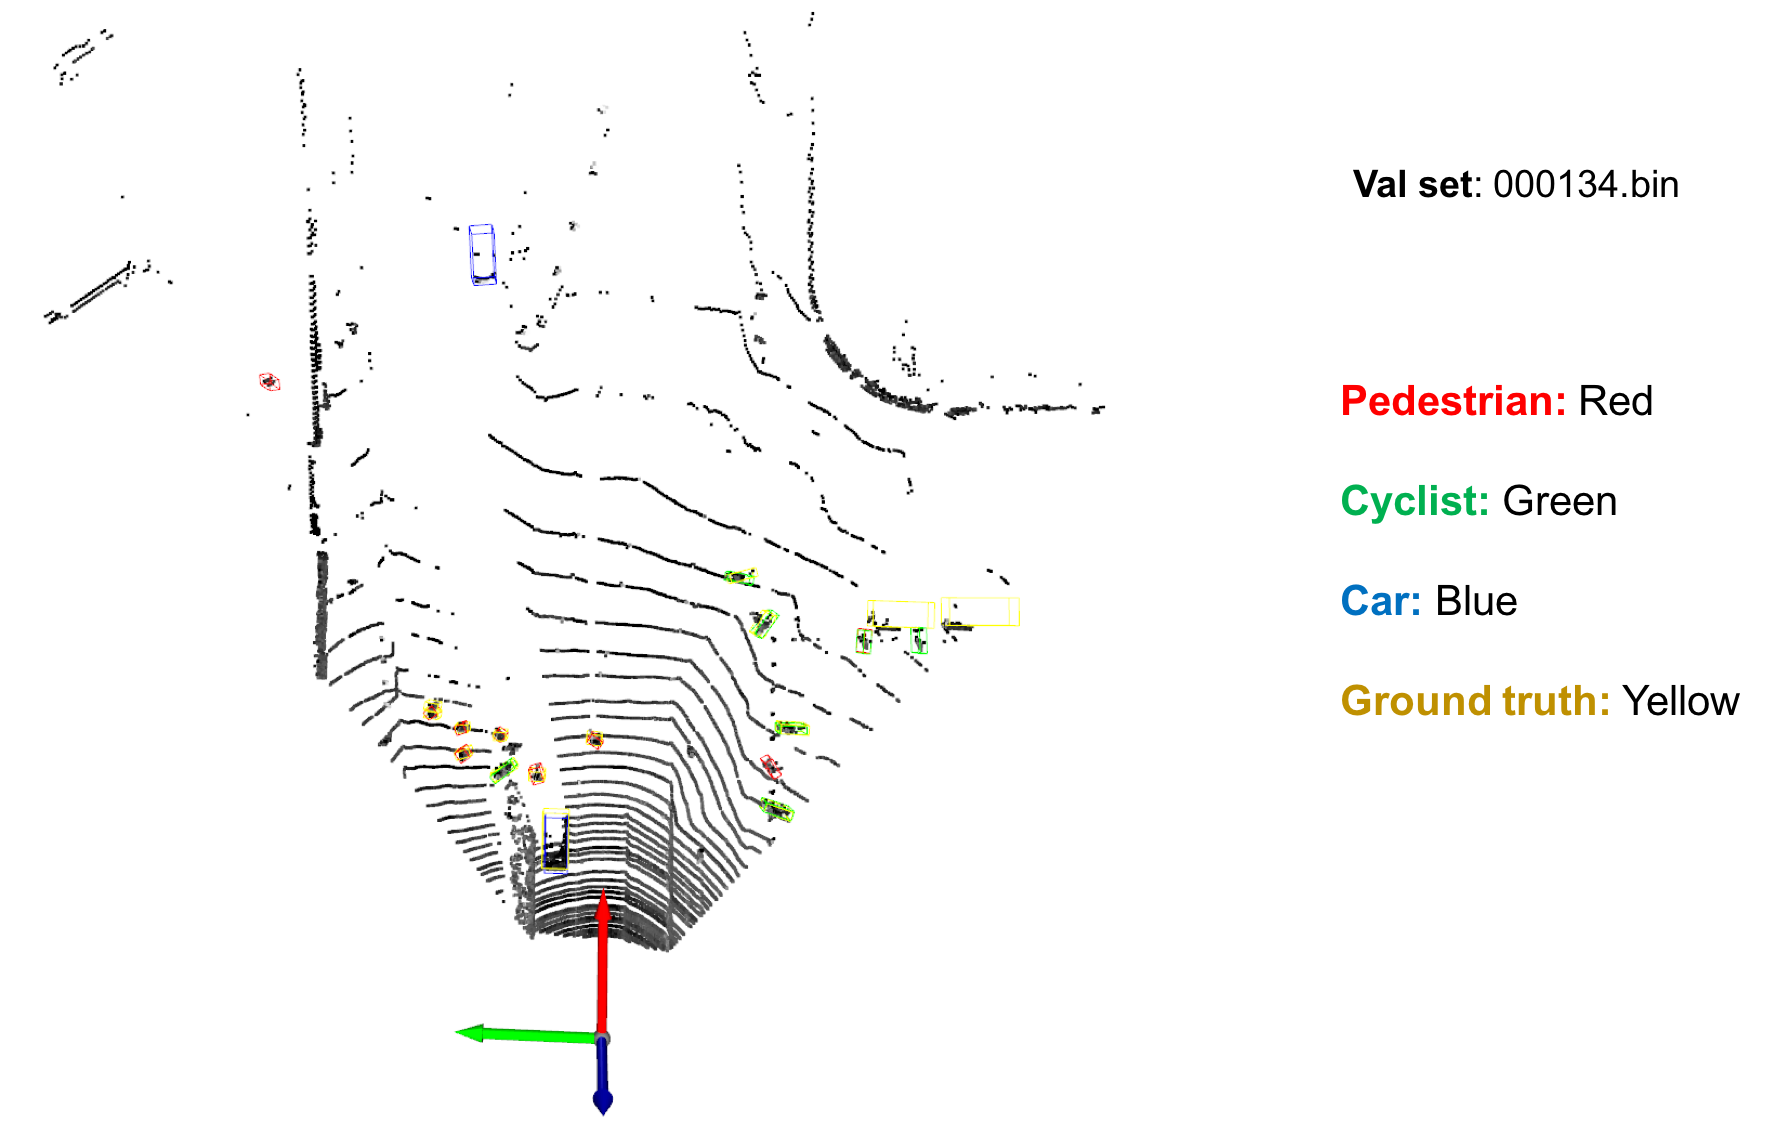 Val set: 000134.bin
Pedestrian: Red
Cyclist: Green
Car: Blue
Ground truth: Yellow